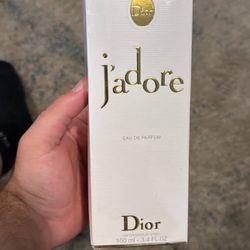 Dior
j'adore
EAU DE PARFUM
Dior
100 ml · 3.4 FL.OZ